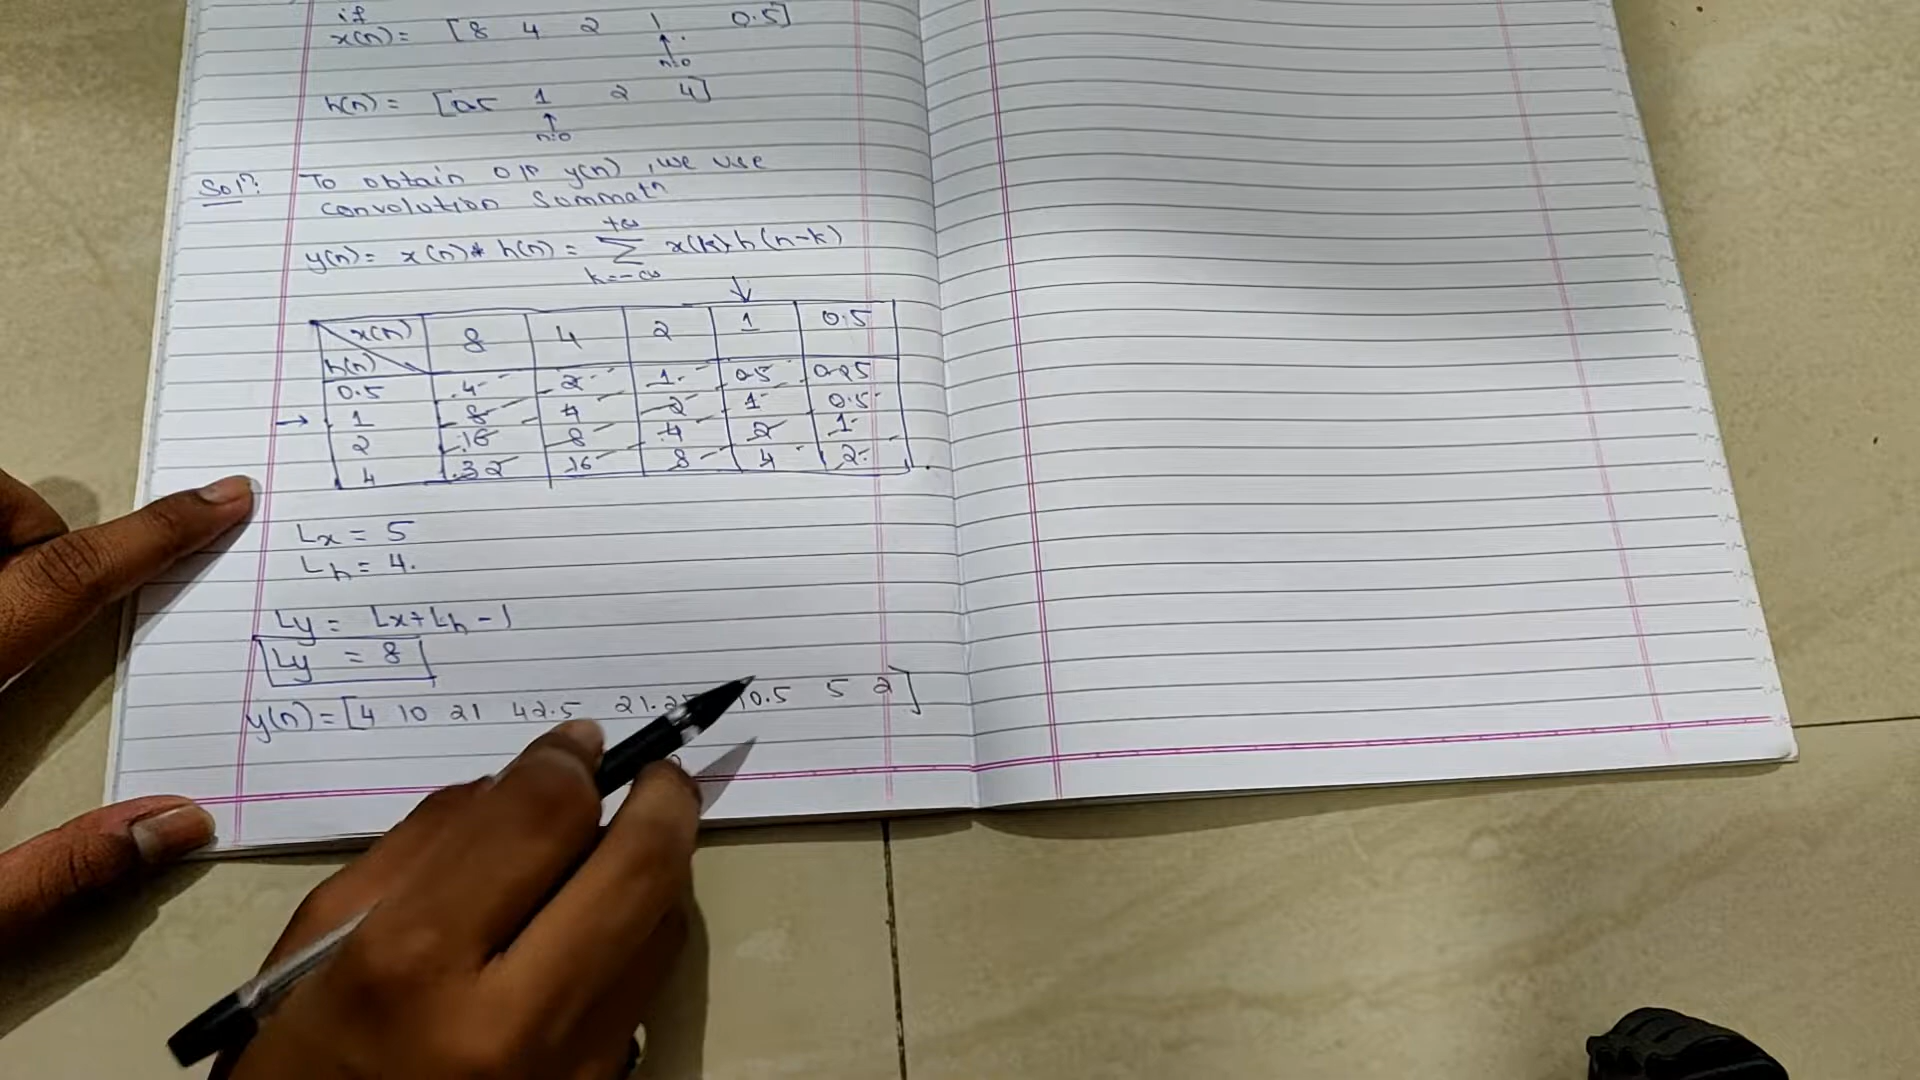 if
x(n) = [8 4 2 1 0.5]
↑
n=0
h(n) = [0.5 1 2 4]
↑
n=0
Soln: To obtain o/p y(n), we use
convolution Summatn
y(n) = x(n) * h(n) = +∞ Σ k=-∞ x(k) h(n-k)
↓
x(n) 8 4 2 1 0.5
h(n)
0.5 4 2 1 0.5 0.25
→ 1 8 4 2 1 0.5
2 16 8 4 2 1
4 32 16 8 4 2
Lx = 5
Lh = 4.
Ly = Lx+Lh-1
Ly = 8
y(n) = [4 10 21 42.5 21.25 10.5 5 2]